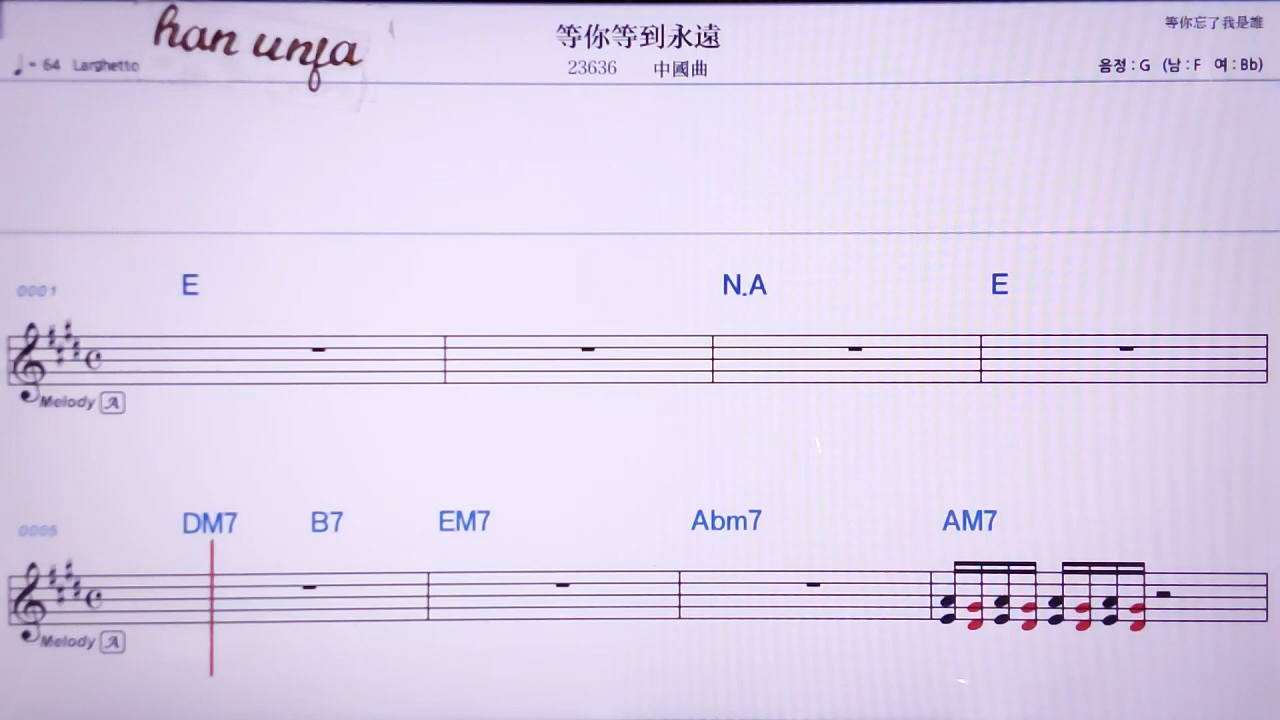 han unfa
等你等到永遠
等你忘了我是誰
♩= 64 Larghetto
23636 中國曲
음정 : G (남 : F 여 : Bb)
0001 E N.A E
Melody A
0005 DM7 B7 EM7 Abm7 AM7
Melody A